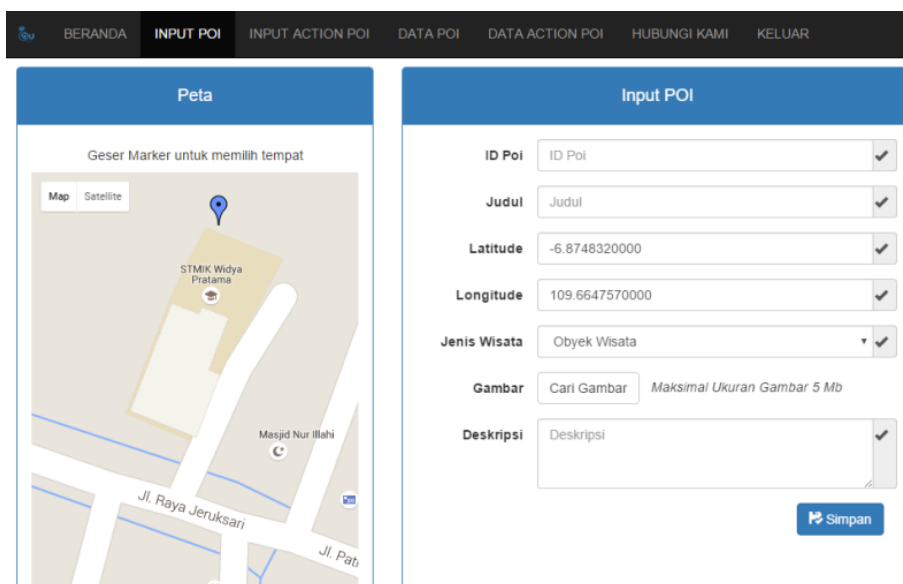 BERANDA INPUT POI INPUT ACTION POI DATA POI DATA ACTION POI HUBUNGI KAMI KELUAR
Peta
Geser Marker untuk memilih tempat
Map Satellite
STMIK Widya
Pratama
Masjid Nur Illahi
Jl. Raya Jeruksari
Jl. Pat
Input POI
ID Poi ID Poi
Judul Judul
Latitude -6.8748320000
Longitude 109.6647570000
Jenis Wisata Obyek Wisata
Gambar Cari Gambar Maksimal Ukuran Gambar 5 Mb
Deskripsi Deskripsi
Simpan